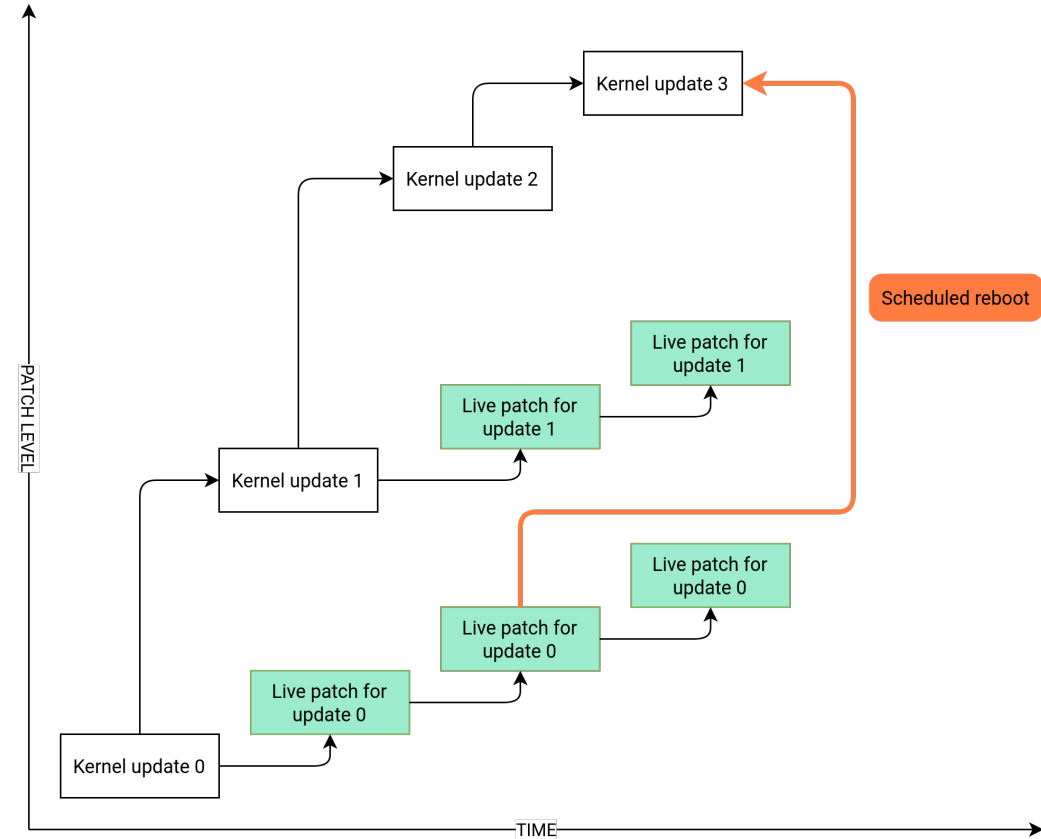 Kernel update 3
Kernel update 2
Scheduled reboot
Live patch for
update 1
Live patch for
update 1
PATCH LEVEL
Kernel update 1
Live patch for
update 0
Live patch for
update 0
Live patch for
update 0
Kernel update 0
TIME